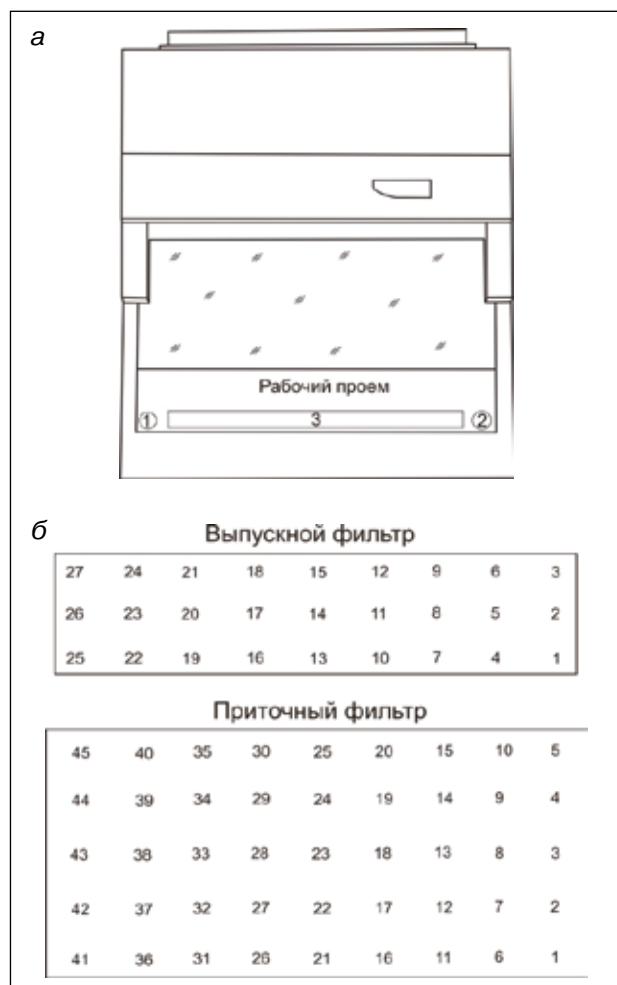 а
Рабочий проем
1 3 2
б
Выпускной фильтр
27 24 21 18 15 12 9 6 3
26 23 20 17 14 11 8 5 2
25 22 19 16 13 10 7 4 1
Приточный фильтр
45 40 35 30 25 20 15 10 5
44 39 34 29 24 19 14 9 4
43 38 33 28 23 18 13 8 3
42 37 32 27 22 17 12 7 2
41 36 31 26 21 16 11 6 1